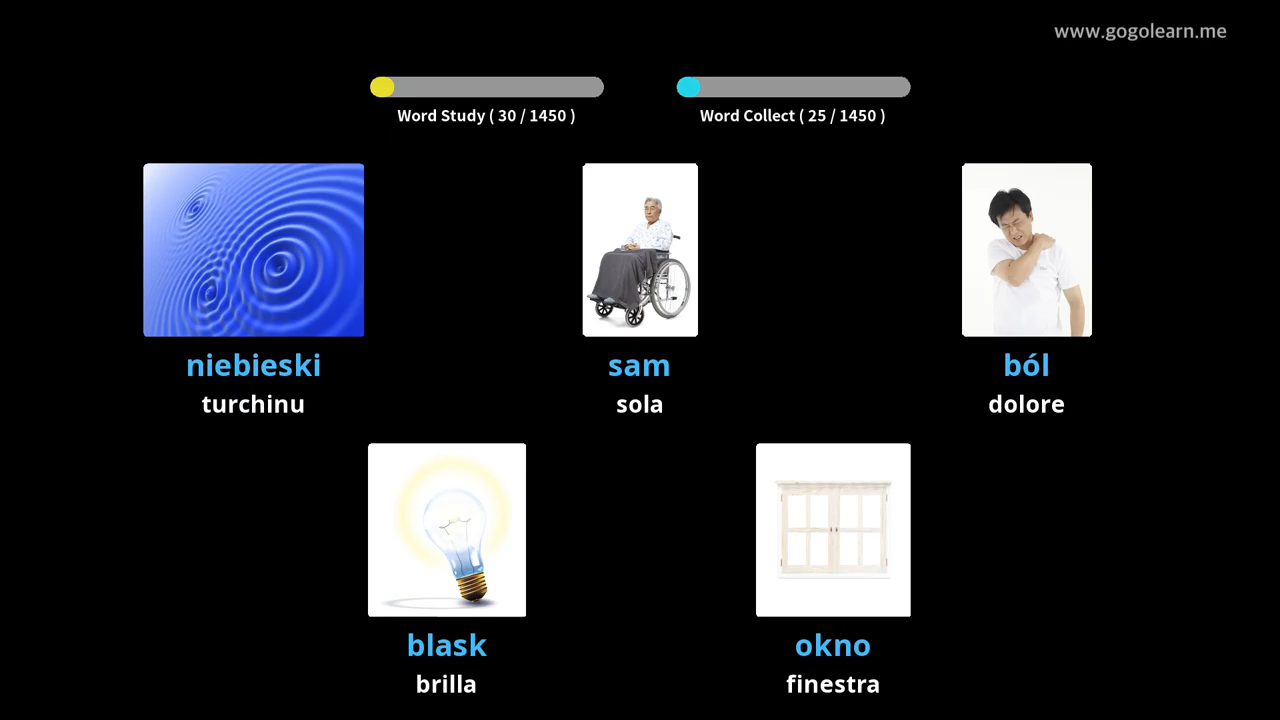 www.gogolearn.me
Word Study ( 30 / 1450 )
Word Collect ( 25 / 1450 )
niebieski
turchinu
sam
sola
ból
dolore
blask
brilla
okno
finestra